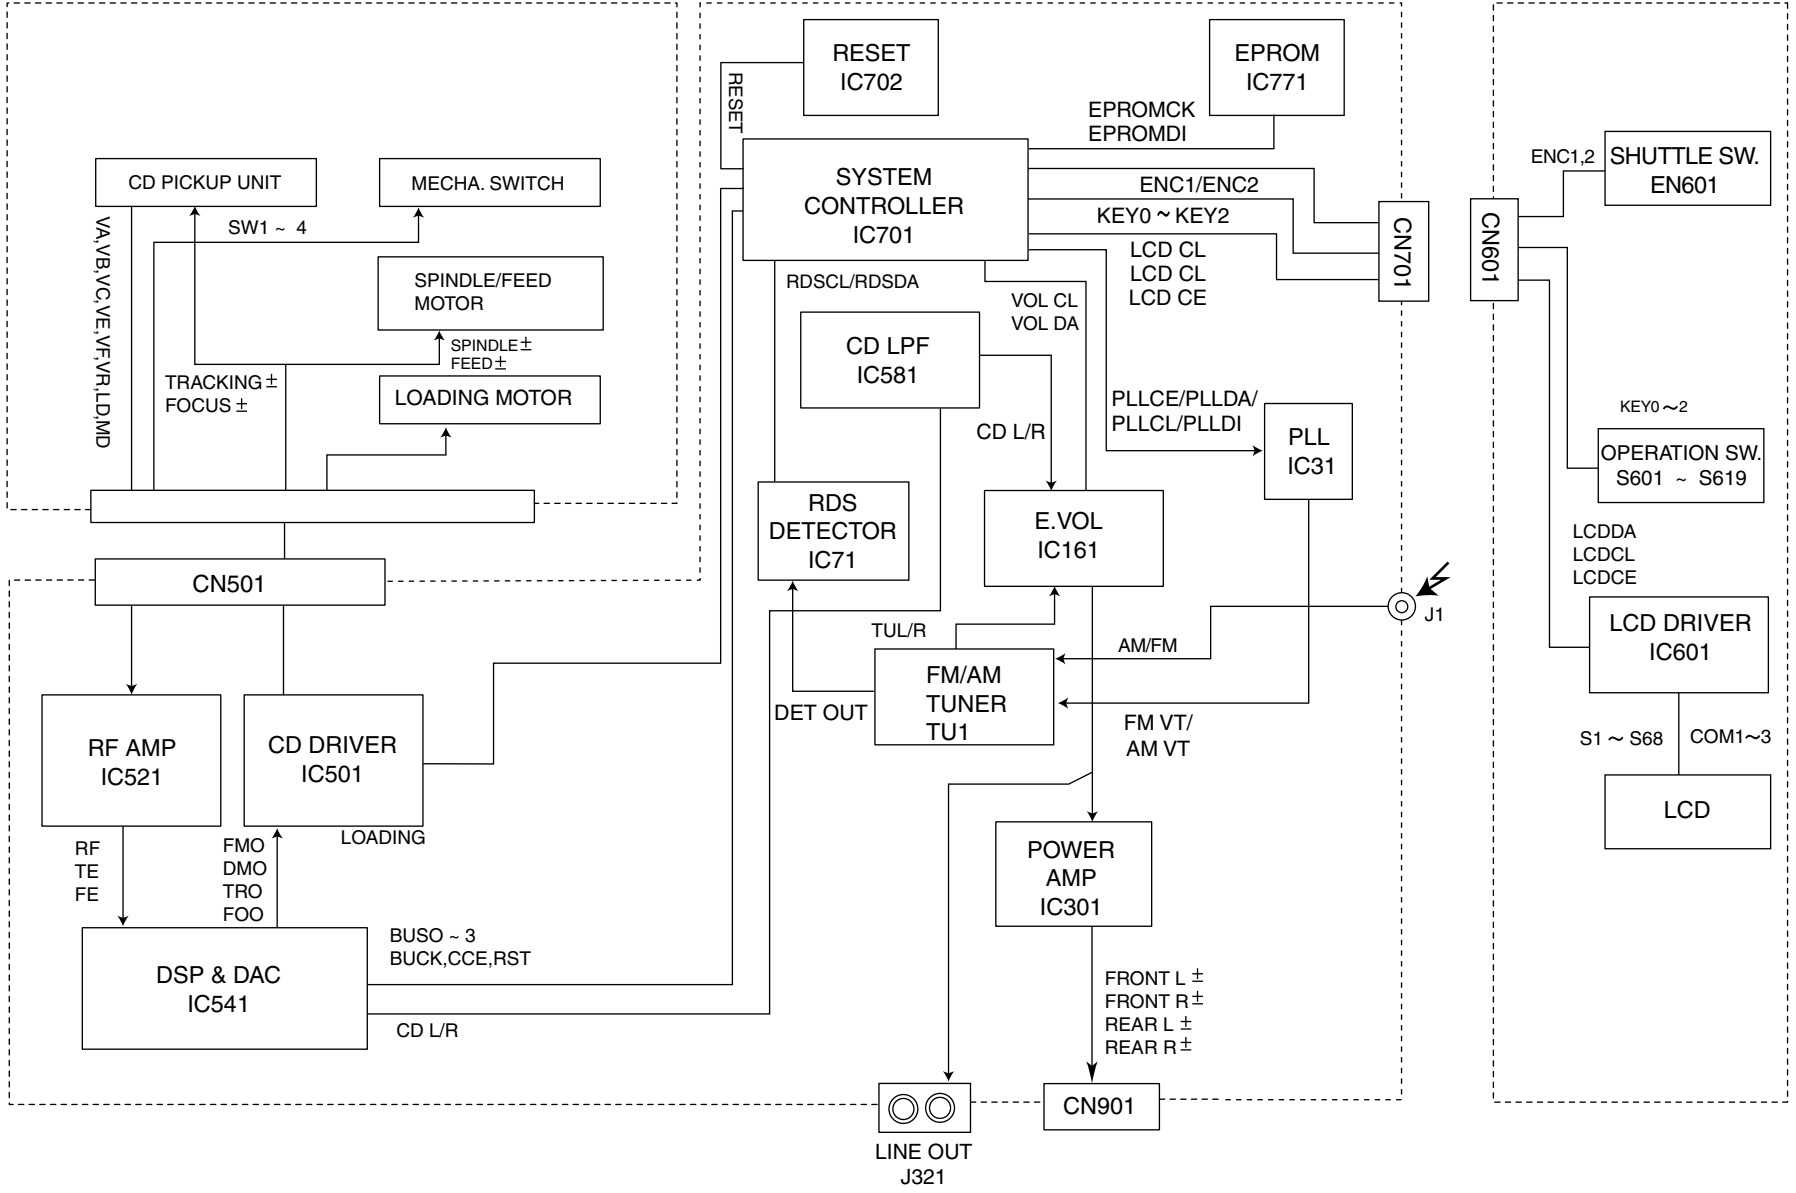 RESET
IC702
EPROM
IC771
RESET
EPROMCK
EPROMDI
SYSTEM
CONTROLLER
IC701
ENC1/ENC2
KEY0 ~ KEY2
LCD CL
LCD CL
LCD CE
CN701
CD PICKUP UNIT
MECHA. SWITCH
SW1 ~ 4
VA,VB,VC,VE,VF,VR,LD,MD
SPINDLE/FEED
MOTOR
SPINDLE ±
FEED ±
TRACKING ±
FOCUS ±
LOADING MOTOR
CN501
RDSCL/RDSDA
VOL CL
VOL DA
CD LPF
IC581
CD L/R
PLLCE/PLLDA/
PLLCL/PLLDI
PLL
IC31
RDS
DETECTOR
IC71
E.VOL
IC161
TUL/R
AM/FM
J1
FM/AM
TUNER
TU1
DET OUT
FM VT/
AM VT
RF AMP
IC521
CD DRIVER
IC501
LOADING
RF
TE
FE
FMO
DMO
TRO
FOO
DSP & DAC
IC541
BUSO ~ 3
BUCK,CCE,RST
CD L/R
POWER
AMP
IC301
FRONT L ±
FRONT R ±
REAR L ±
REAR R ±
CN901
LINE OUT
J321
CN601
ENC1,2
SHUTTLE SW.
EN601
KEY0~2
OPERATION SW.
S601 ~ S619
LCDDA
LCDCL
LCDCE
LCD DRIVER
IC601
S1 ~ S68
COM1~3
LCD